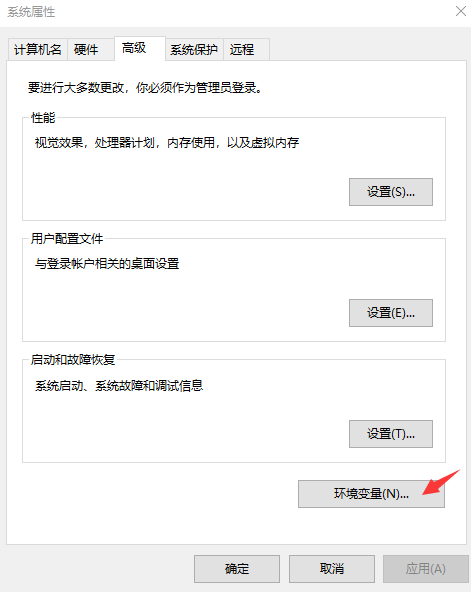 系统属性
计算机名 硬件 高级 系统保护 远程
要进行大多数更改，你必须作为管理员登录。
性能
视觉效果，处理器计划，内存使用，以及虚拟内存
设置(S)...
用户配置文件
与登录帐户相关的桌面设置
设置(E)...
启动和故障恢复
系统启动、系统故障和调试信息
设置(T)...
环境变量(N)...
确定 取消 应用(A)